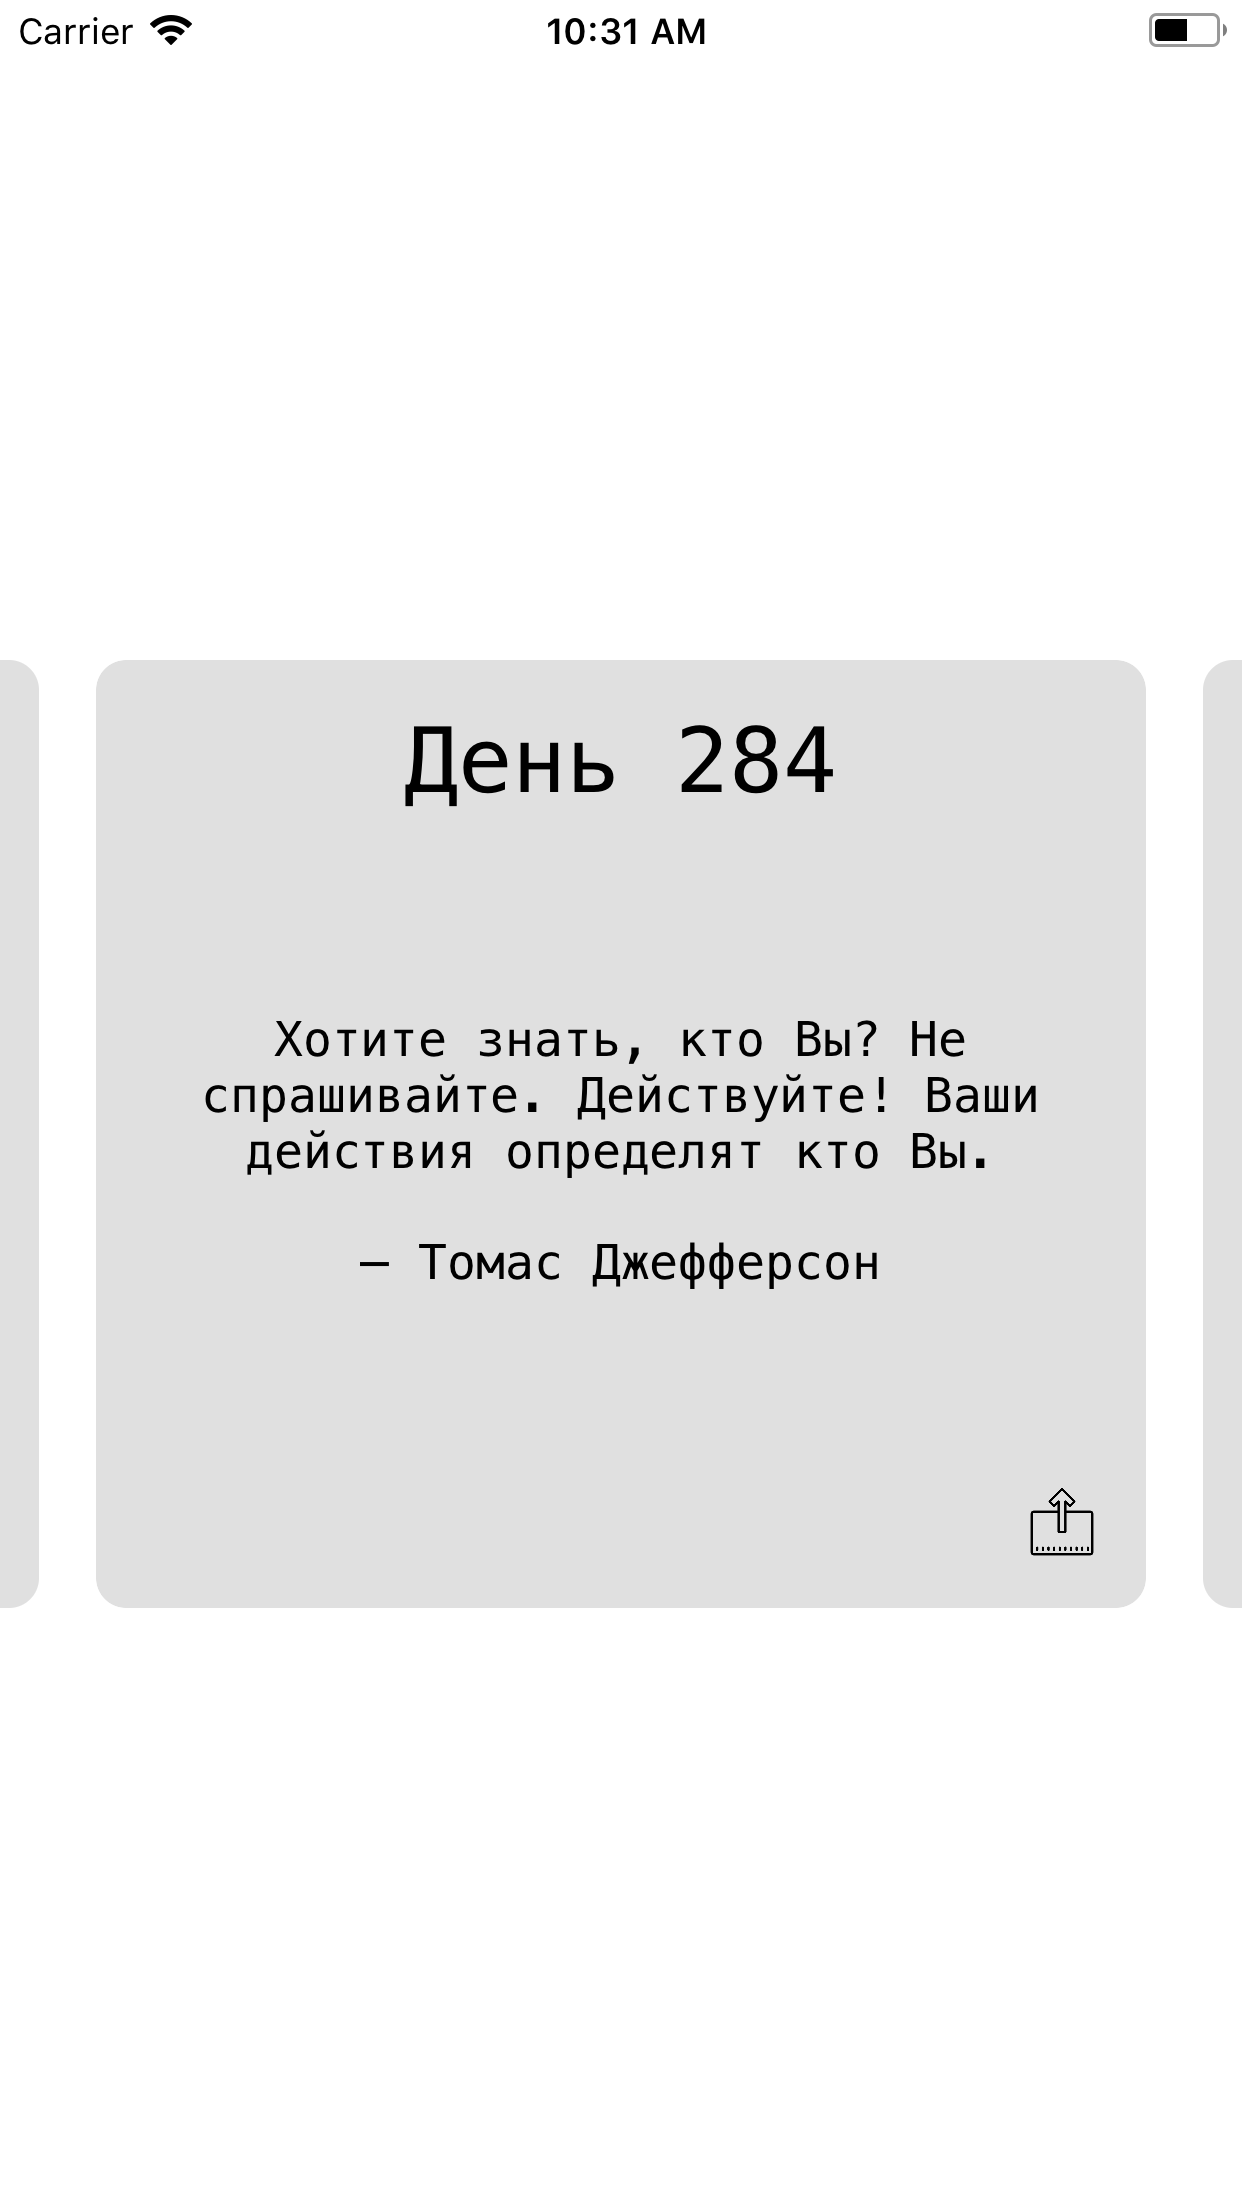 Carrier 10:31 AM
День 284
Хотите знать, кто Вы? Не
спрашивайте. Действуйте! Ваши
действия определят кто Вы.
— Томас Джефферсон